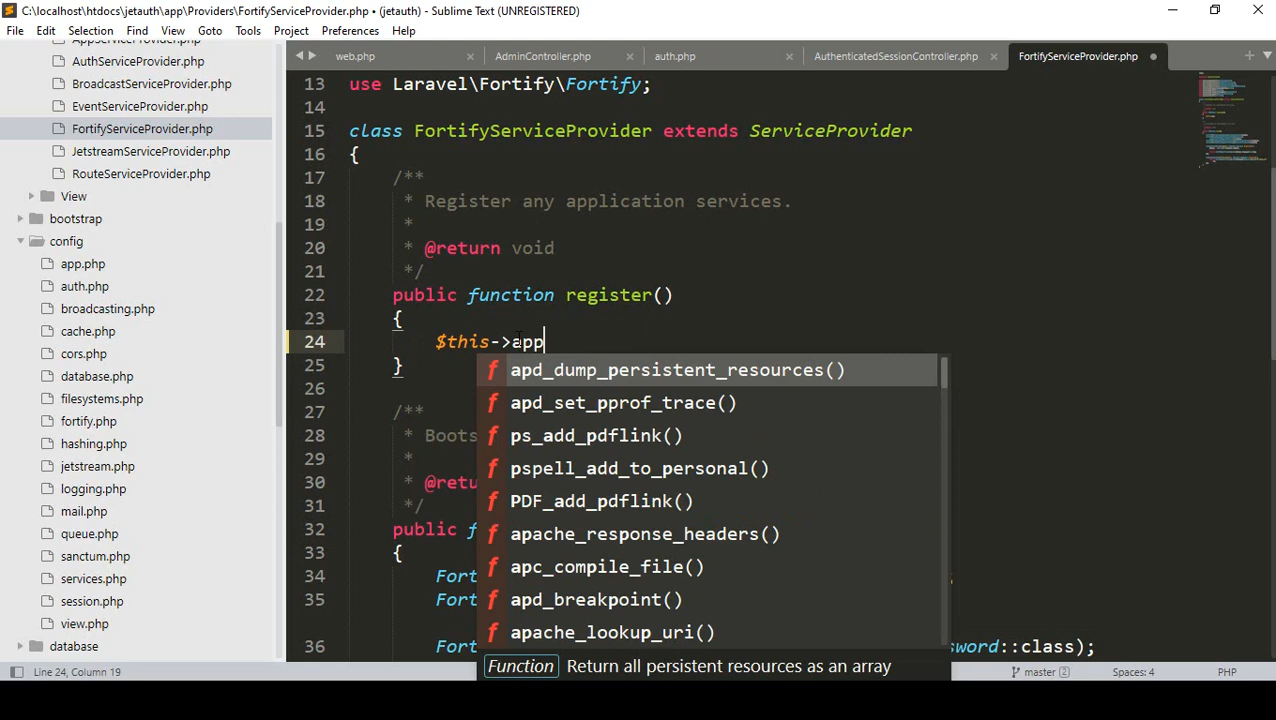 C:\localhost\htdocs\jetauth\app\Providers\FortifyServiceProvider.php • (jetauth) - Sublime Text (UNREGISTERED)
File Edit Selection Find View Goto Tools Project Preferences Help
AuthServiceProvider.php
BroadcastServiceProvider.php
EventServiceProvider.php
FortifyServiceProvider.php
JetstreamServiceProvider.php
RouteServiceProvider.php
View
bootstrap
config
app.php
auth.php
broadcasting.php
cache.php
cors.php
database.php
filesystems.php
fortify.php
hashing.php
jetstream.php
logging.php
mail.php
queue.php
sanctum.php
services.php
session.php
view.php
database
web.php AdminController.php auth.php AuthenticatedSessionController.php FortifyServiceProvider.php
13 use Laravel\Fortify\Fortify;
14
15 class FortifyServiceProvider extends ServiceProvider
16 {
17 /**
18 * Register any application services.
19 *
20 * @return void
21 */
22 public function register()
23 {
24 $this->app
25 }
26
27 /**
28 * Boots
29 *
30 * @retu
31 */
32 public f
33 {
34 Fort
35 Fort
36 Fort sword::class);
f apd_dump_persistent_resources()
f apd_set_pprof_trace()
f ps_add_pdflink()
f pspell_add_to_personal()
f PDF_add_pdflink()
f apache_response_headers()
f apc_compile_file()
f apd_breakpoint()
f apache_lookup_uri()
Function Return all persistent resources as an array
Line 24, Column 19 master 2 Spaces: 4 PHP